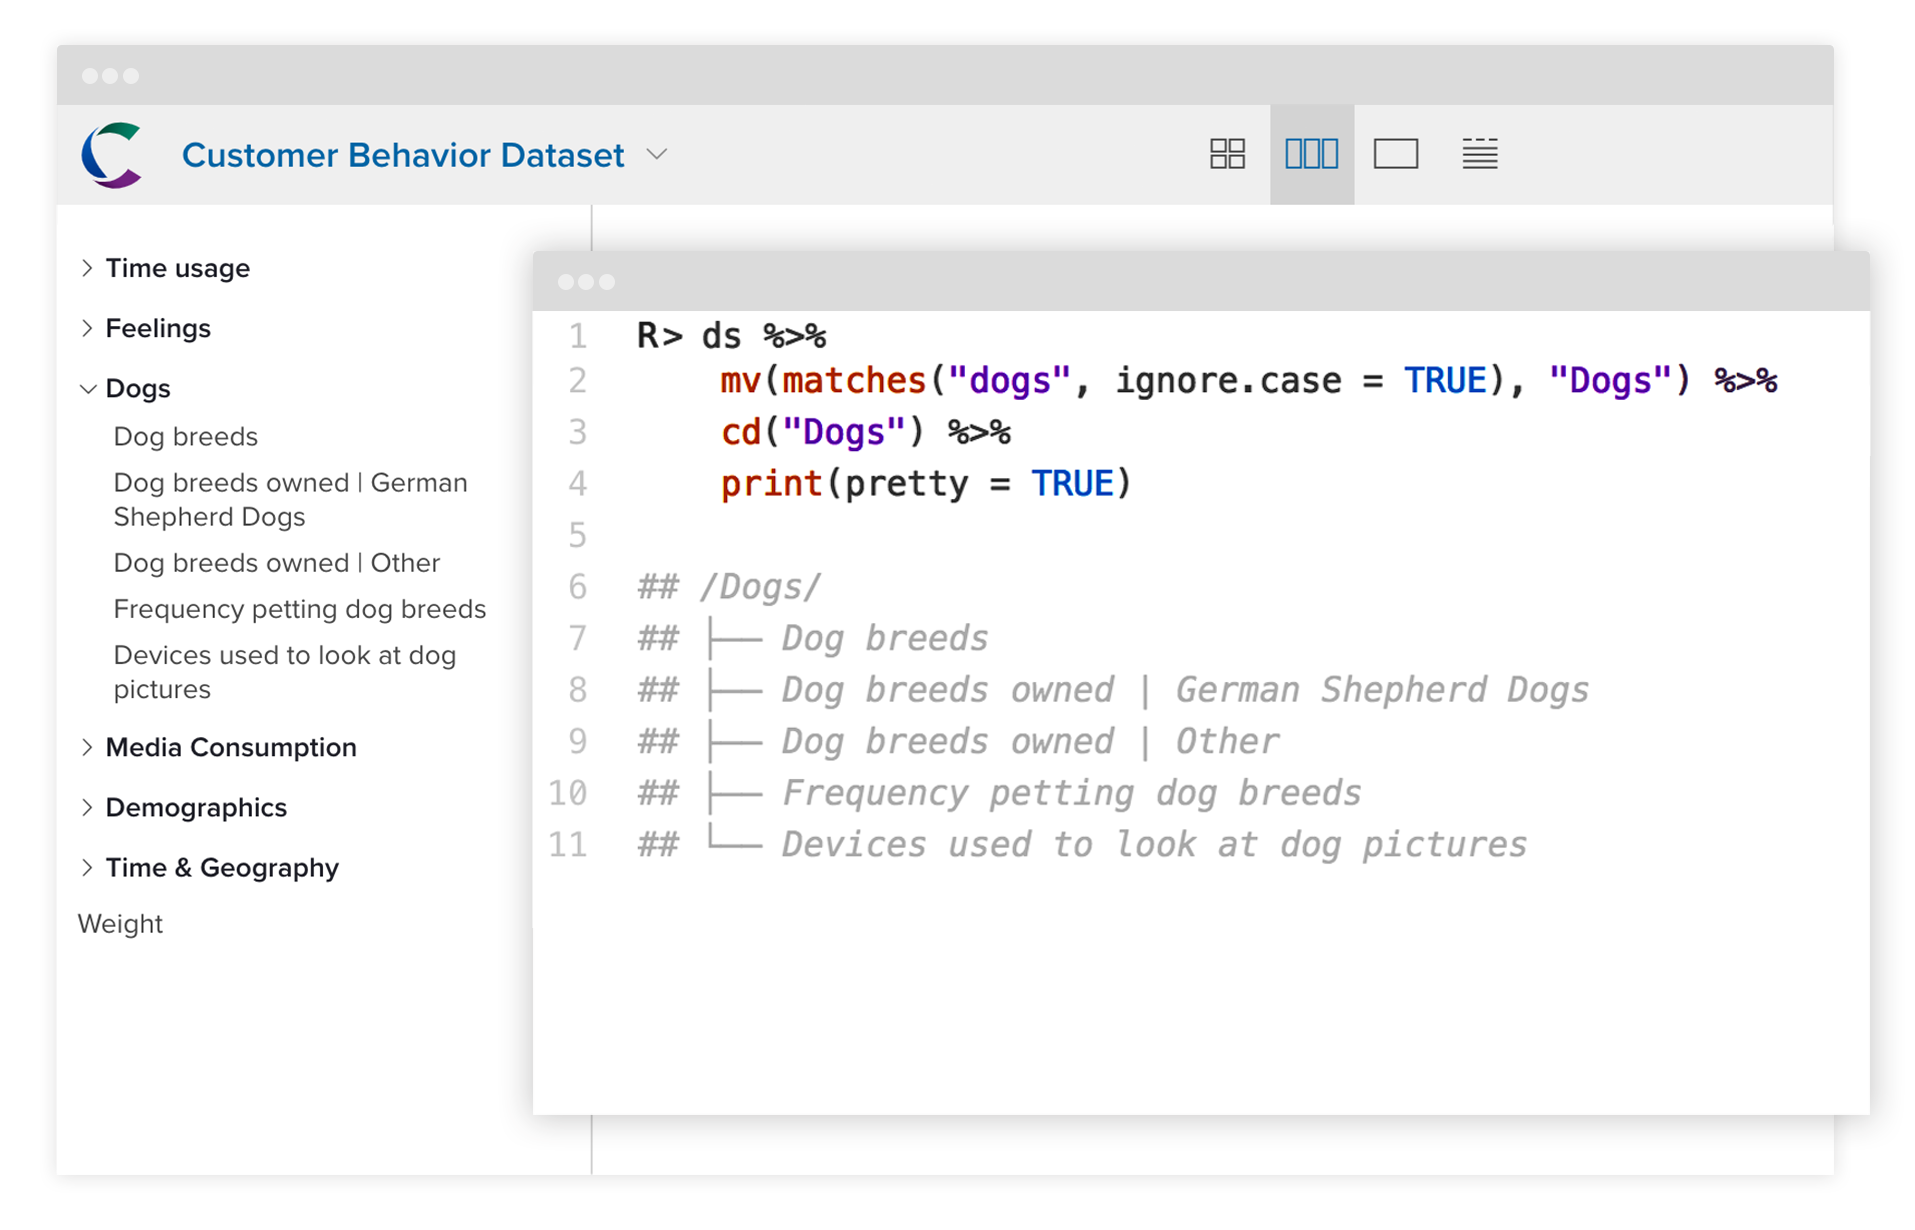 Customer Behavior Dataset
Time usage
Feelings
Dogs
Dog breeds
Dog breeds owned | German
Shepherd Dogs
Dog breeds owned | Other
Frequency petting dog breeds
Devices used to look at dog
pictures
Media Consumption
Demographics
Time & Geography
Weight
1 R> ds %>%
2 mv(matches("dogs", ignore.case = TRUE), "Dogs") %>%
3 cd("Dogs") %>%
4 print(pretty = TRUE)
5
6 ## /Dogs/
7 ## ├── Dog breeds
8 ## ├── Dog breeds owned | German Shepherd Dogs
9 ## ├── Dog breeds owned | Other
10 ## ├── Frequency petting dog breeds
11 ## └── Devices used to look at dog pictures